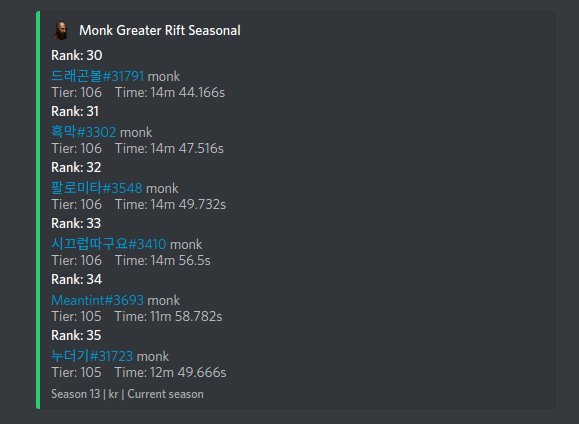 Monk Greater Rift Seasonal
Rank: 30
드래곤볼#31791 monk
Tier: 106 Time: 14m 44.166s
Rank: 31
흑막#3302 monk
Tier: 106 Time: 14m 47.516s
Rank: 32
팔로미타#3548 monk
Tier: 106 Time: 14m 49.732s
Rank: 33
시끄럽따구요#3410 monk
Tier: 106 Time: 14m 56.5s
Rank: 34
Meantint#3693 monk
Tier: 105 Time: 11m 58.782s
Rank: 35
누더기#31723 monk
Tier: 105 Time: 12m 49.666s
Season 13 | kr | Current season